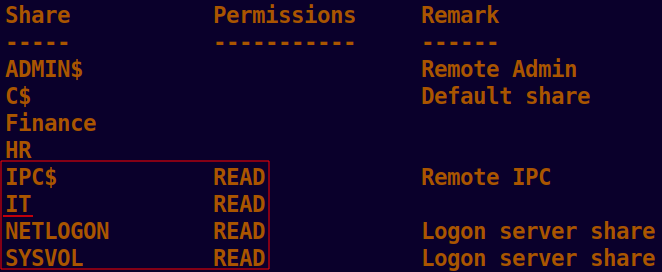 Share Permissions Remark
----- ----------- ------
ADMIN$ Remote Admin
C$ Default share
Finance
HR
IPC$ READ Remote IPC
IT READ
NETLOGON READ Logon server share
SYSVOL READ Logon server share